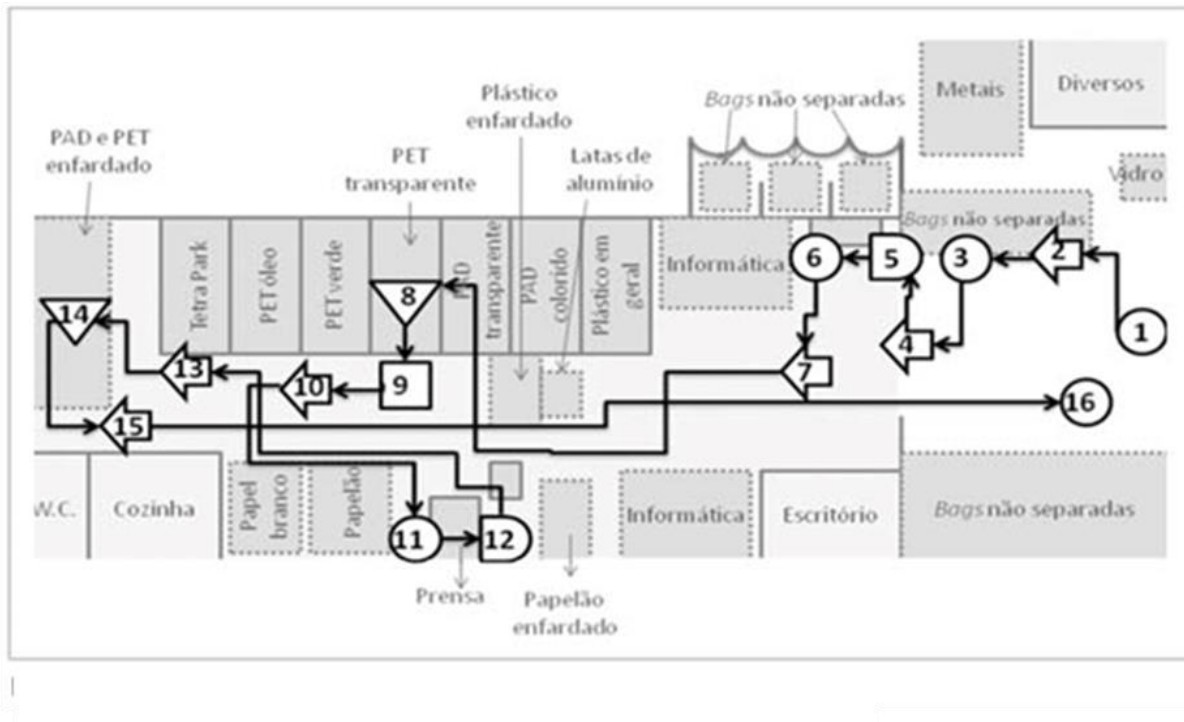 Metais
Diversos
Plástico
enfardado
Bags não separadas
PAD e PET
enfardado
PET
transparente
Latas de
alumínio
Vidro
Bags não separadas
Tetra Park
PET óleo
PET verde
PAD
transparente
PAD
colorido
Plástico em
geral
Informática
6
5
3
2
8
14
1
4
13
10
9
7
15
16
W.C.
Cozinha
Papel
branco
Papelão
11
12
Informática
Escritório
Bags não separadas
Prensa
Papelão
enfardado